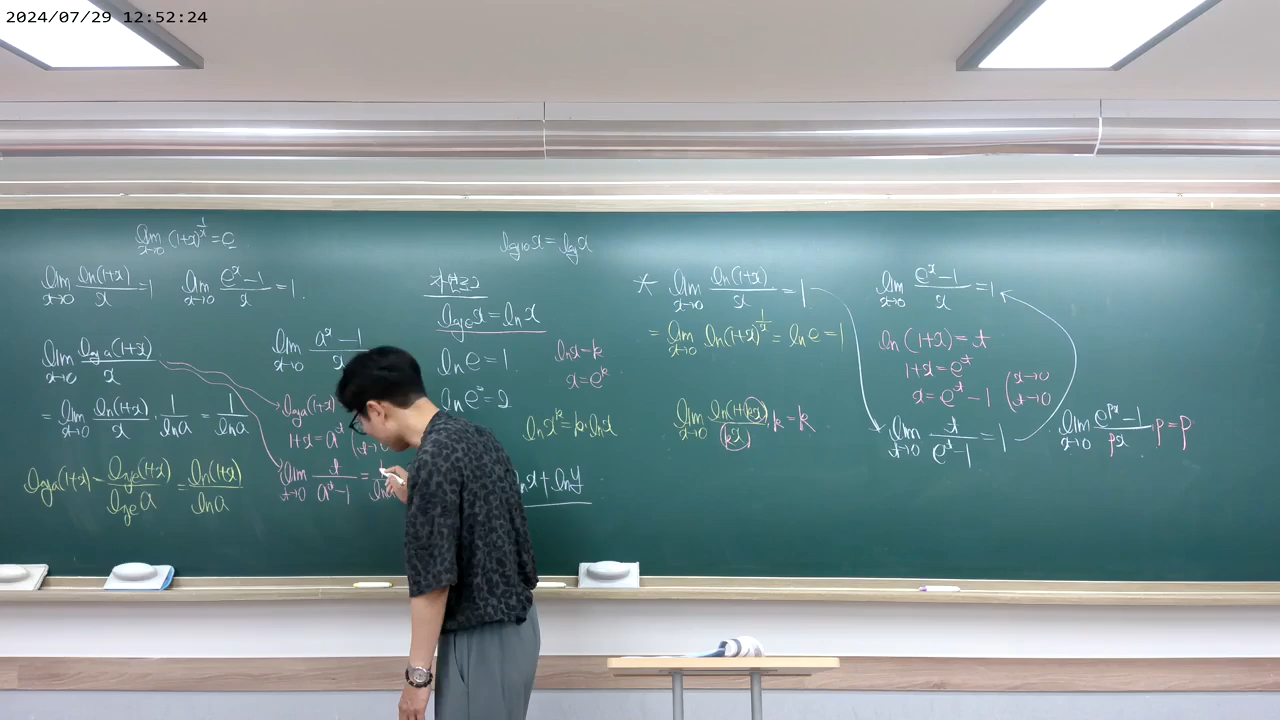 2024/07/29 12:52:24
lim x→0 (1+x)^{1/x} = e
lim x→0 ln(1+x)/x = 1
lim x→0 (e^x-1)/x = 1.
lim x→0 log_a(1+x)/x
= lim x→0 ln(1+x)/x · 1/ln a = 1/ln a
log_a(1+x) = log_e(1+x)/log_e a = ln(1+x)/ln a
lim x→0 (a^x-1)/x
log_a(1+x)
1+x = a^t
lim t→0 t/(a^t-1) =
log_10 x = log x
자연로그
log_e x = ln x
ln e = 1.
ln e^2 = 2
ln x = k
x = e^k
ln x^k = k·ln x
ln x + ln y
* lim x→0 ln(1+x)/x = 1
= lim x→0 ln(1+x)^{1/x} = ln e = 1
lim x→0 ln(1+kx)/(kx) · k = k
lim x→0 (e^x-1)/x = 1
ln(1+x) = t
1+x = e^t
x = e^t-1 (x→0 t→0
lim t→0 t/(e^t-1) = 1
lim x→0 (e^{px}-1)/px · p = p